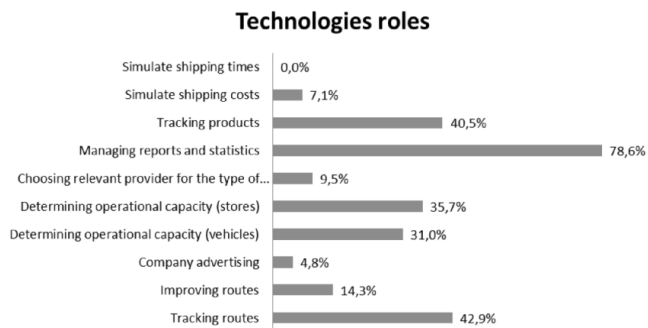 Technologies roles
Simulate shipping times 0,0%
Simulate shipping costs 7,1%
Tracking products 40,5%
Managing reports and statistics 78,6%
Choosing relevant provider for the type of... 9,5%
Determining operational capacity (stores) 35,7%
Determining operational capacity (vehicles) 31,0%
Company advertising 4,8%
Improving routes 14,3%
Tracking routes 42,9%